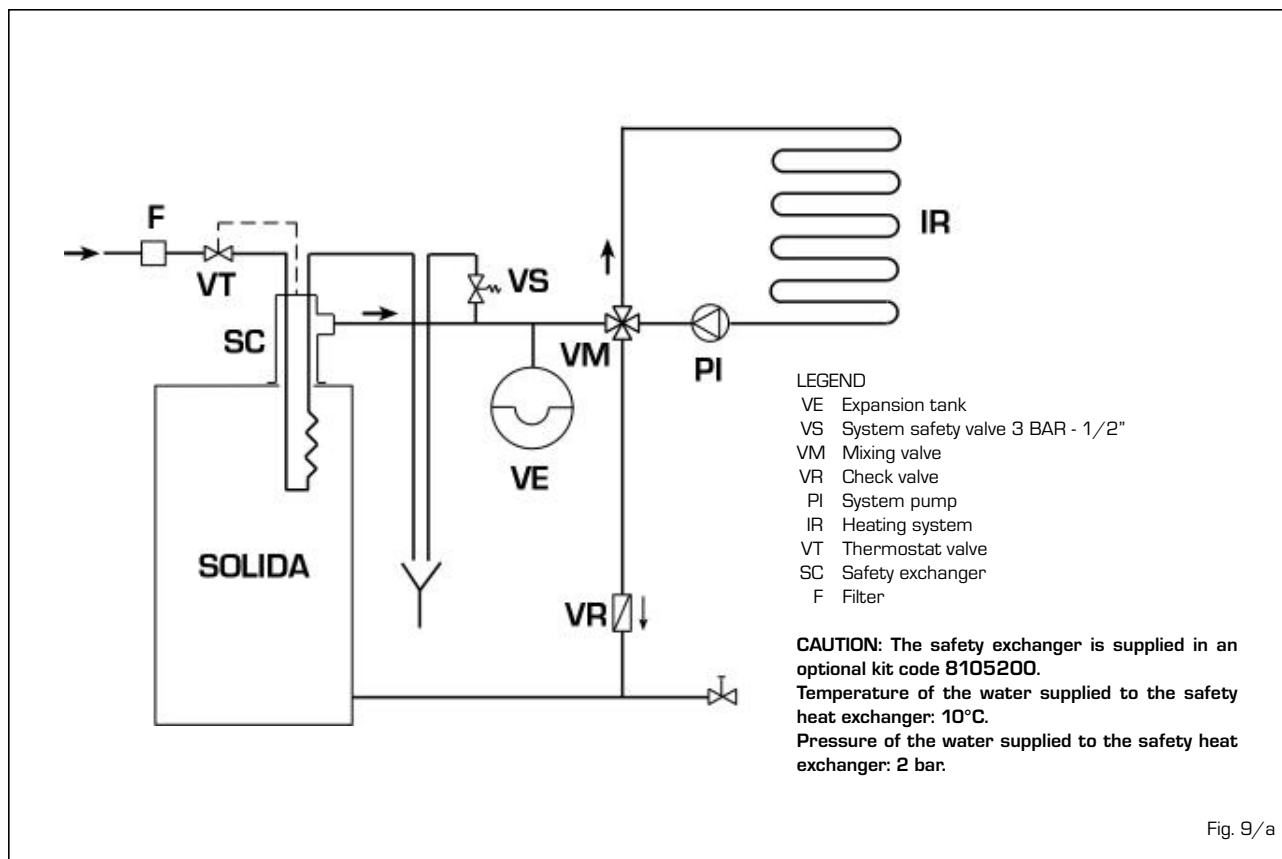 F
VT
SC
VS
VM
PI
IR
VE
SOLIDA
VR
LEGEND
VE Expansion tank
VS System safety valve 3 BAR - 1/2"
VM Mixing valve
VR Check valve
PI System pump
IR Heating system
VT Thermostat valve
SC Safety exchanger
F Filter
CAUTION: The safety exchanger is supplied in an
optional kit code 8105200.
Temperature of the water supplied to the safety
heat exchanger: 10°C.
Pressure of the water supplied to the safety heat
exchanger: 2 bar.
Fig. 9/a